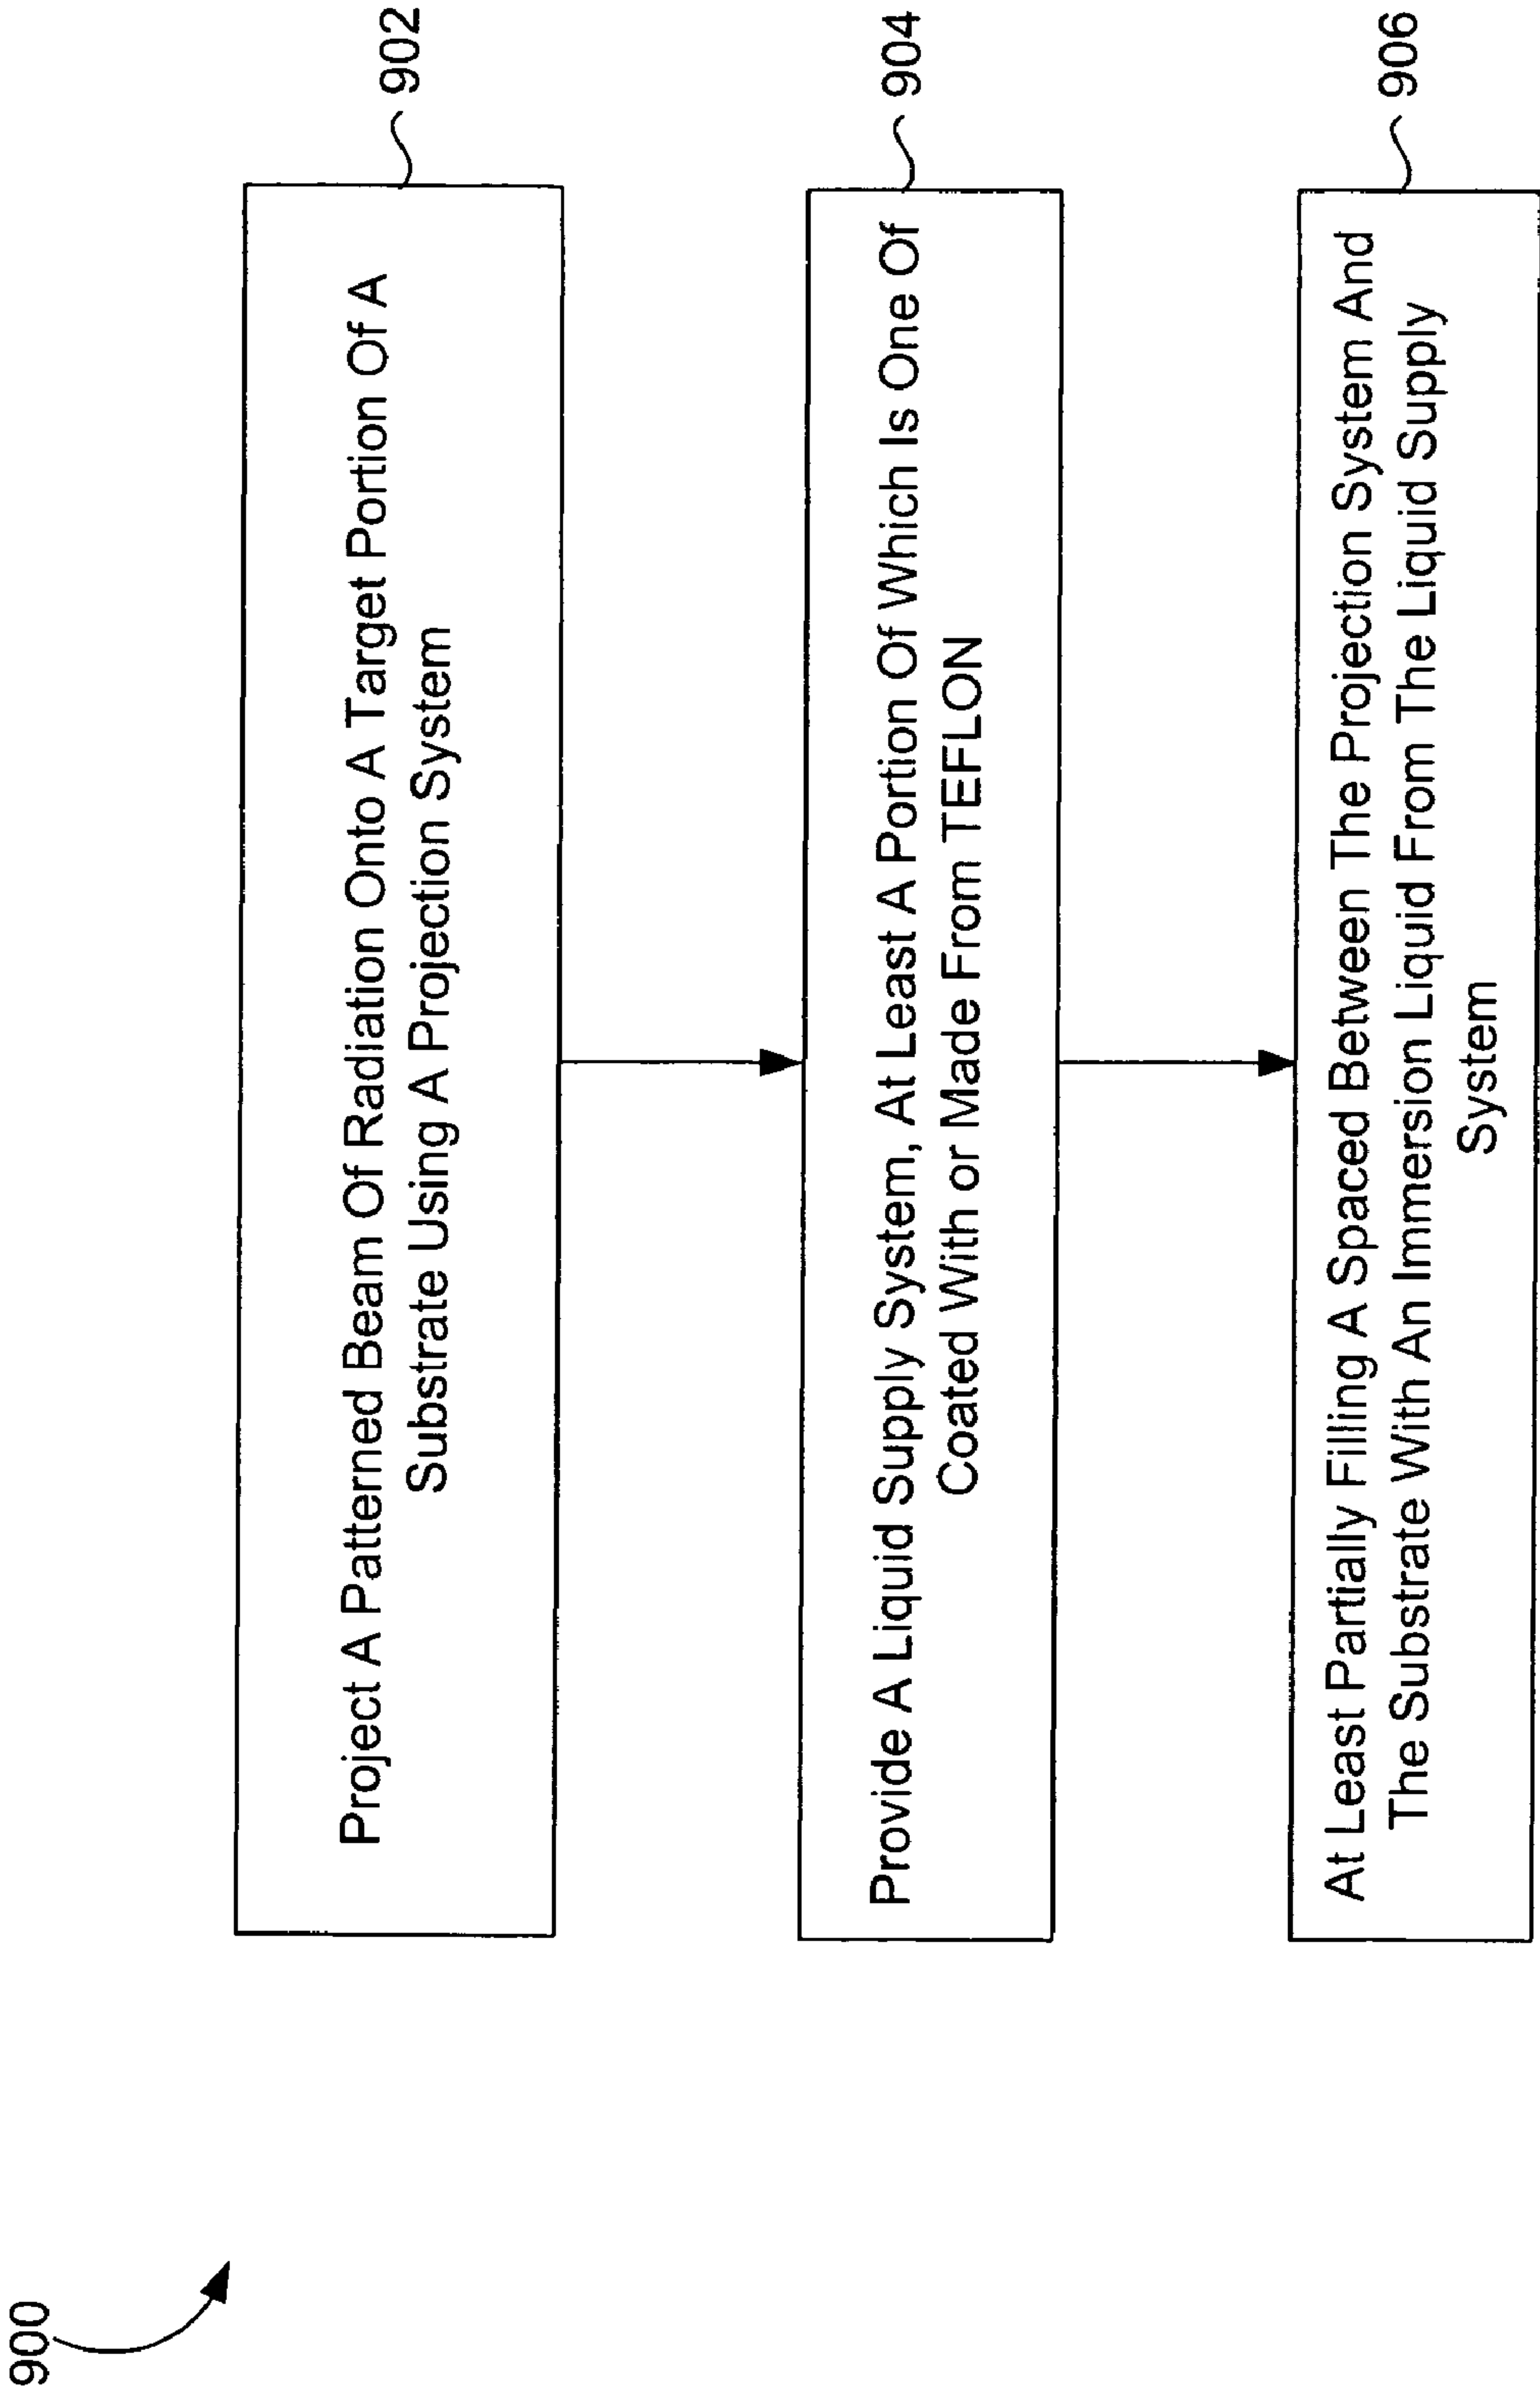 900
Project A Patterned Beam Of Radiation Onto A Target Portion Of A
Substrate Using A Projection System
902
Provide A Liquid Supply System, At Least A Portion Of Which Is One Of
Coated With or Made From TEFLON
904
At Least Partially Filling A Spaced Between The Projection System And
The Substrate With An Immersion Liquid From The Liquid Supply
System
906